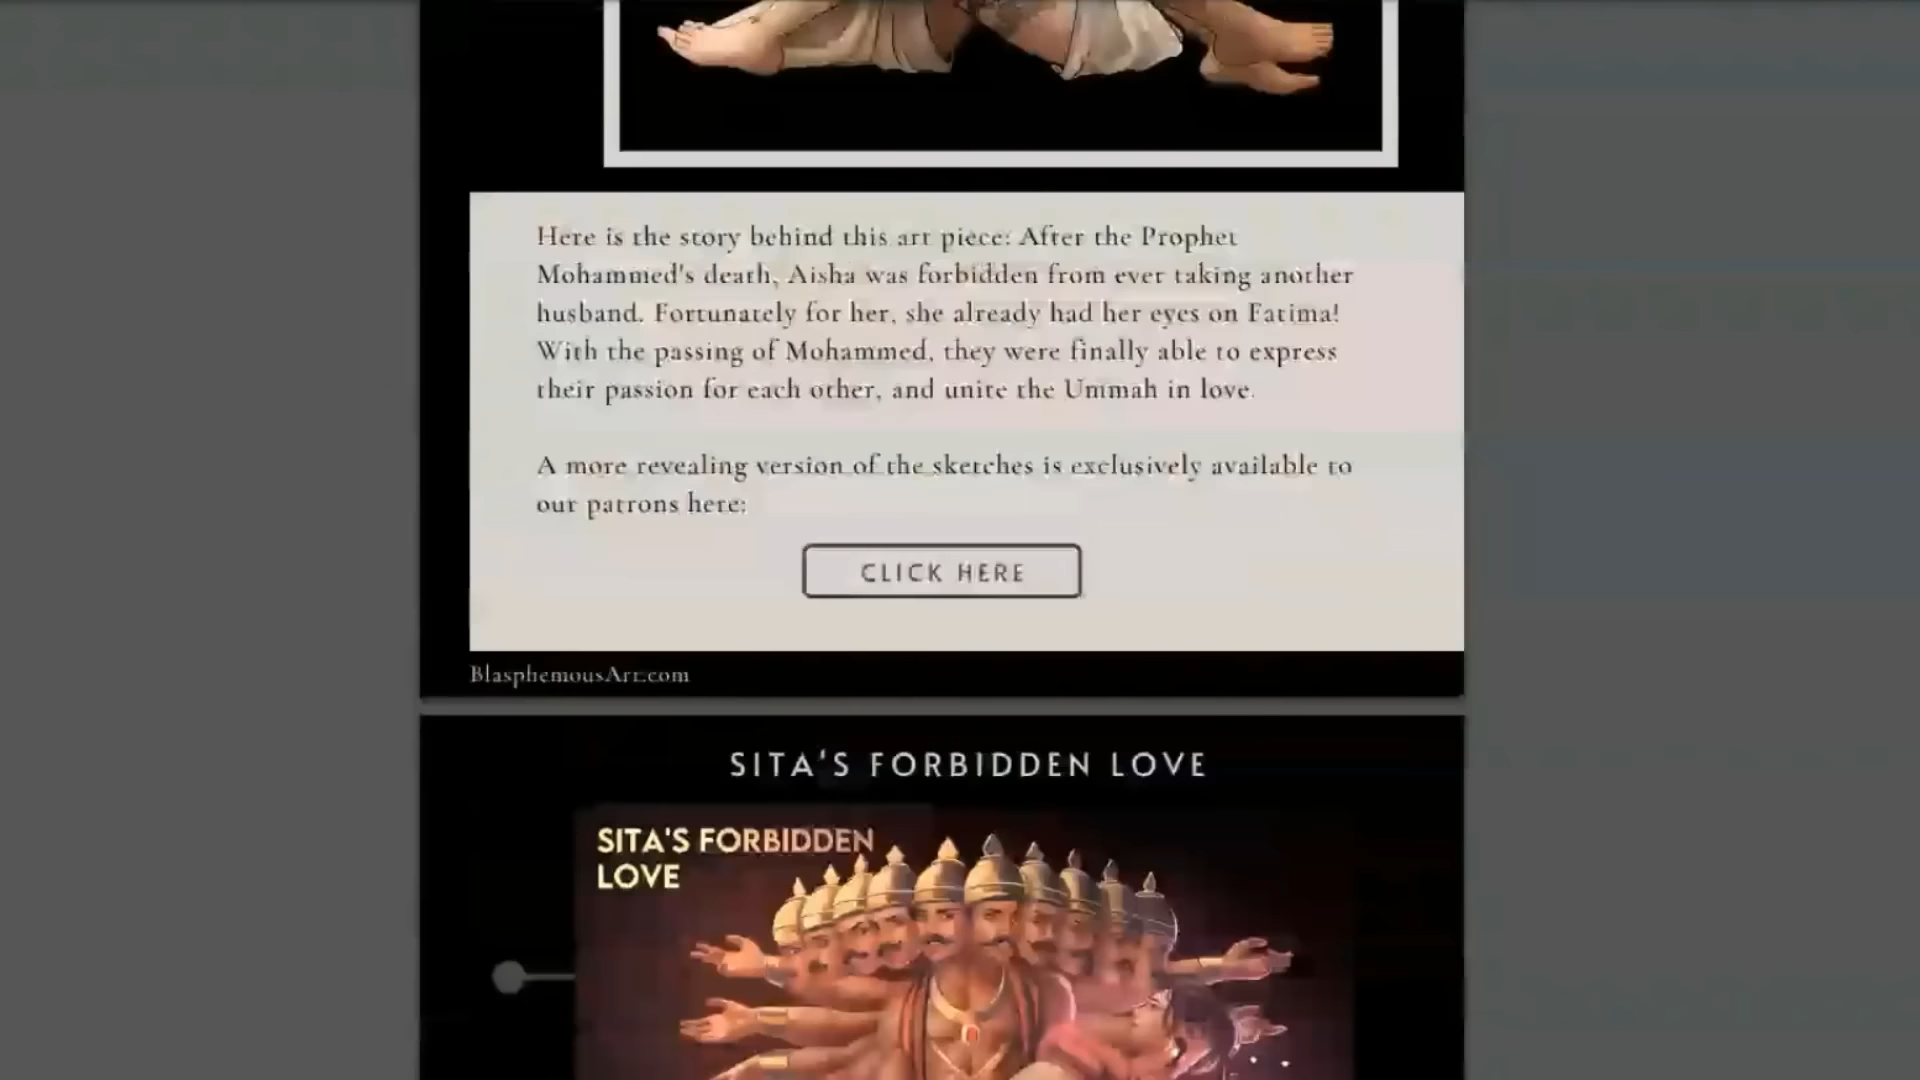 Here is the story behind this art piece: After the Prophet
Mohammed's death, Aisha was forbidden from ever taking another
husband. Fortunately for her, she already had her eyes on Fatima!
With the passing of Mohammed, they were finally able to express
their passion for each other, and unite the Ummah in love.
A more revealing version of the sketches is exclusively available to
our patrons here:
CLICK HERE
BlasphemousArt.com
SITA'S FORBIDDEN LOVE
SITA'S FORBIDDEN
LOVE